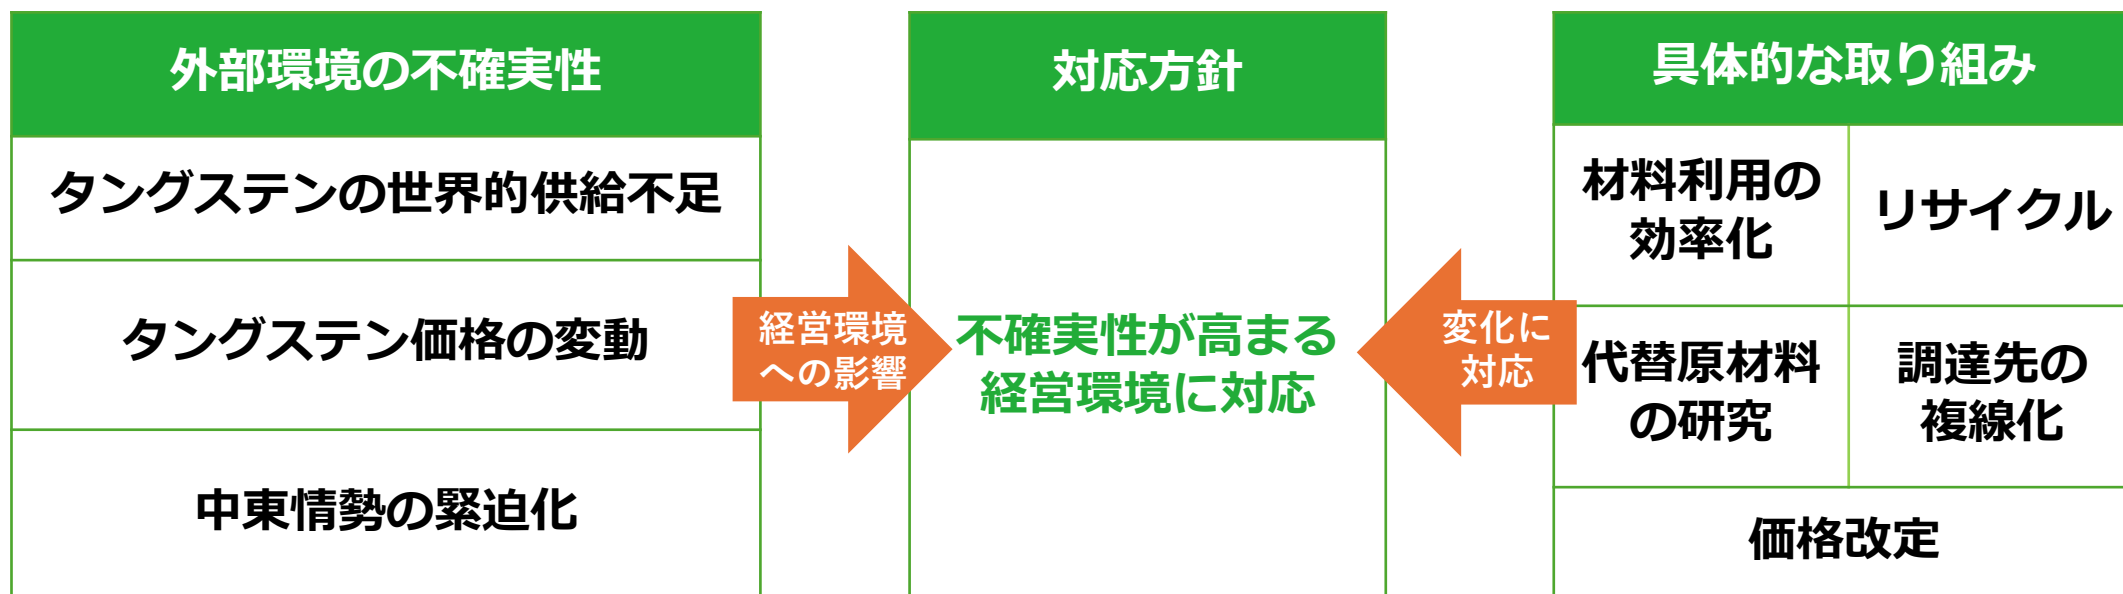 外部環境の不確実性
タングステンの世界的供給不足
タングステン価格の変動
中東情勢の緊迫化
経営環境
への影響
対応方針
不確実性が高まる
経営環境に対応
変化に
対応
具体的な取り組み
材料利用の
効率化
リサイクル
代替原材料
の研究
調達先の
複線化
価格改定